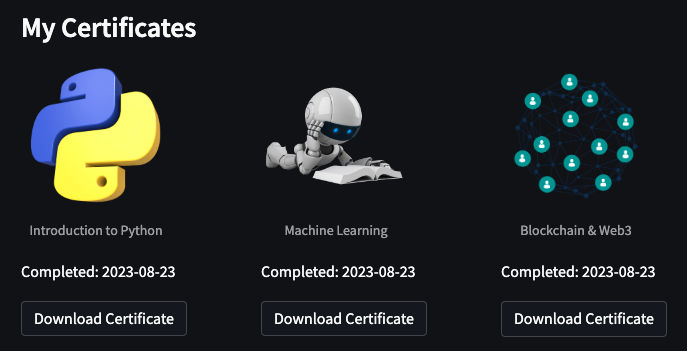 My Certificates
Introduction to Python
Machine Learning
Blockchain & Web3
Completed: 2023-08-23
Completed: 2023-08-23
Completed: 2023-08-23
Download Certificate
Download Certificate
Download Certificate